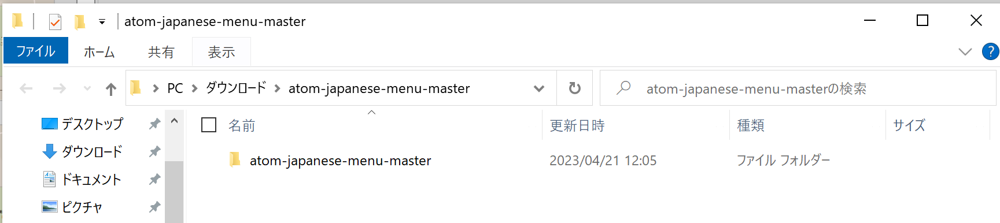 atom-japanese-menu-master
ファイル ホーム 共有 表示 ?
PC ダウンロード atom-japanese-menu-master atom-japanese-menu-masterの検索
デスクトップ
ダウンロード
ドキュメント
ピクチャ
名前 更新日時 種類 サイズ
atom-japanese-menu-master 2023/04/21 12:05 ファイル フォルダー